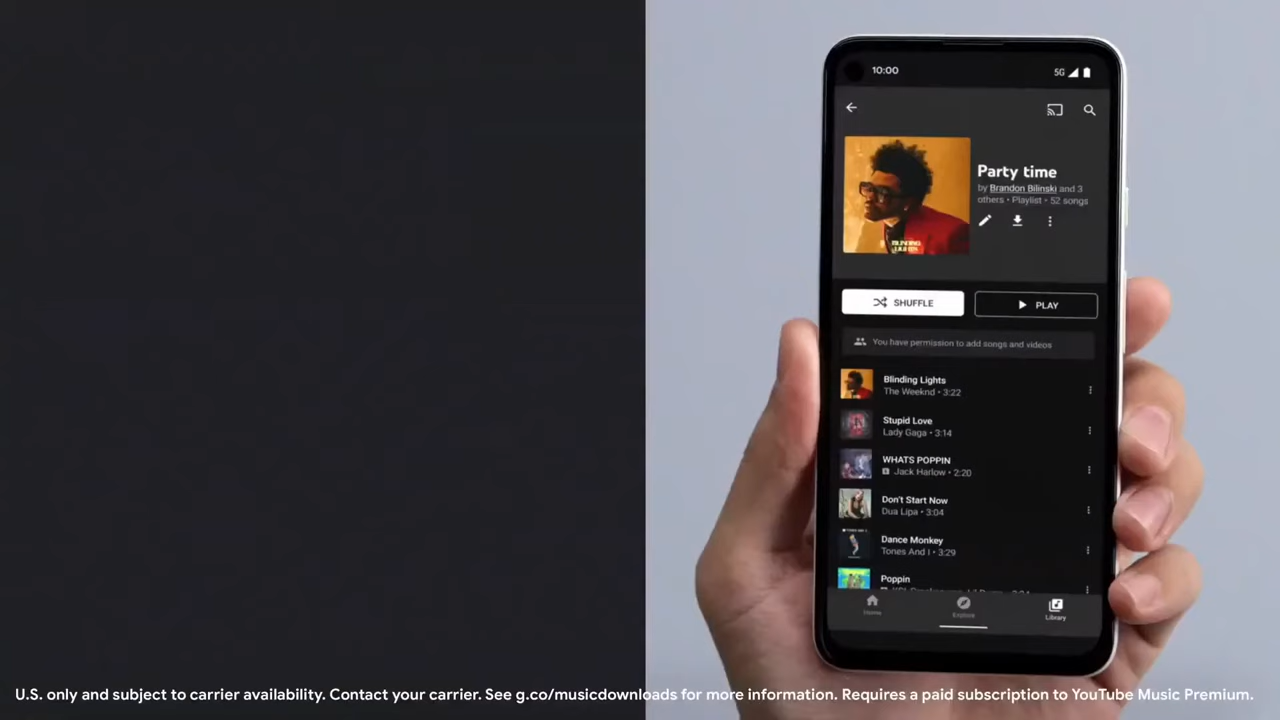 10:00
5G
Party time
by Brandon Bilinski and 3
others • Playlist • 52 songs
BLINDING
LIGHTS
SHUFFLE
PLAY
You have permission to add songs and videos
Blinding Lights
The Weeknd • 3:22
Stupid Love
Lady Gaga • 3:14
WHATS POPPIN
E Jack Harlow • 2:20
Don't Start Now
Dua Lipa • 3:04
Dance Monkey
Tones And I • 3:29
Poppin
Home
Explore
Library
U.S. only and subject to carrier availability. Contact your carrier. See g.co/musicdownloads for more information. Requires a paid subscription to YouTube Music Premium.